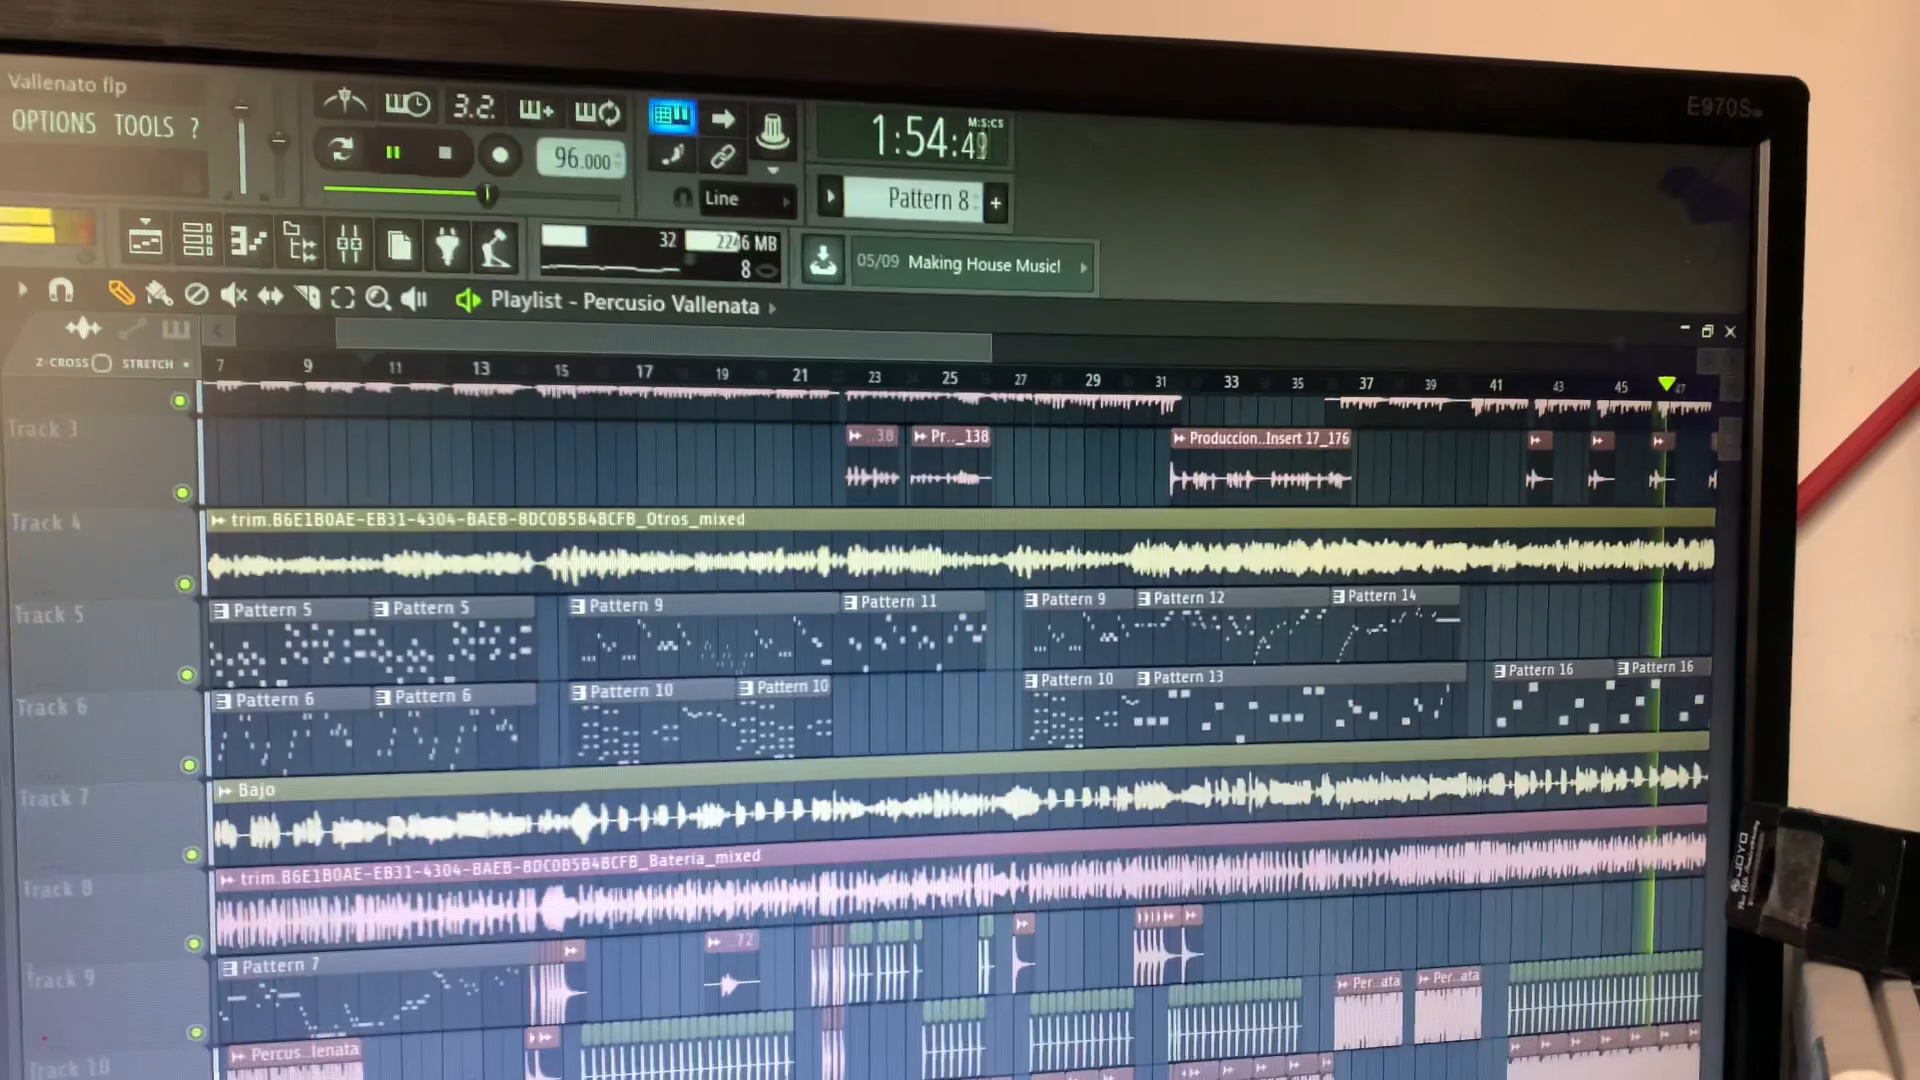 Vallenato flp
E970Sw
OPTIONS TOOLS ?
3.2.
96.000
M:S:CS
1:54:49
Line
Pattern 8
+
32
2246 MB
8
05/09 Making House Music!
Playlist - Percusio Vallenata
Z-CROSS STRETCH
7 9 11 13 15 17 19 21 23 25 27 29 31 33 35 37 39 41 43 45 47
Track 3
..38 Pr.._138 Produccion..Insert 17_176
Track 4
trim.B6E1B0AE-EB31-4304-BAEB-8DC0B5B4BCFB_Otros_mixed
Track 5
Pattern 5 Pattern 5 Pattern 9 Pattern 11 Pattern 9 Pattern 12 Pattern 14
Track 6
Pattern 6 Pattern 6 Pattern 10 Pattern 10 Pattern 10 Pattern 13 Pattern 16 Pattern 16
Track 7
Bajo
Track 8
trim.B6E1B0AE-EB31-4304-BAEB-8DC0B5B4BCFB_Bateria_mixed
Track 9
Pattern 7 ..72 Per..ata Per..ata
Track 10
Percus..lenata
JOYO